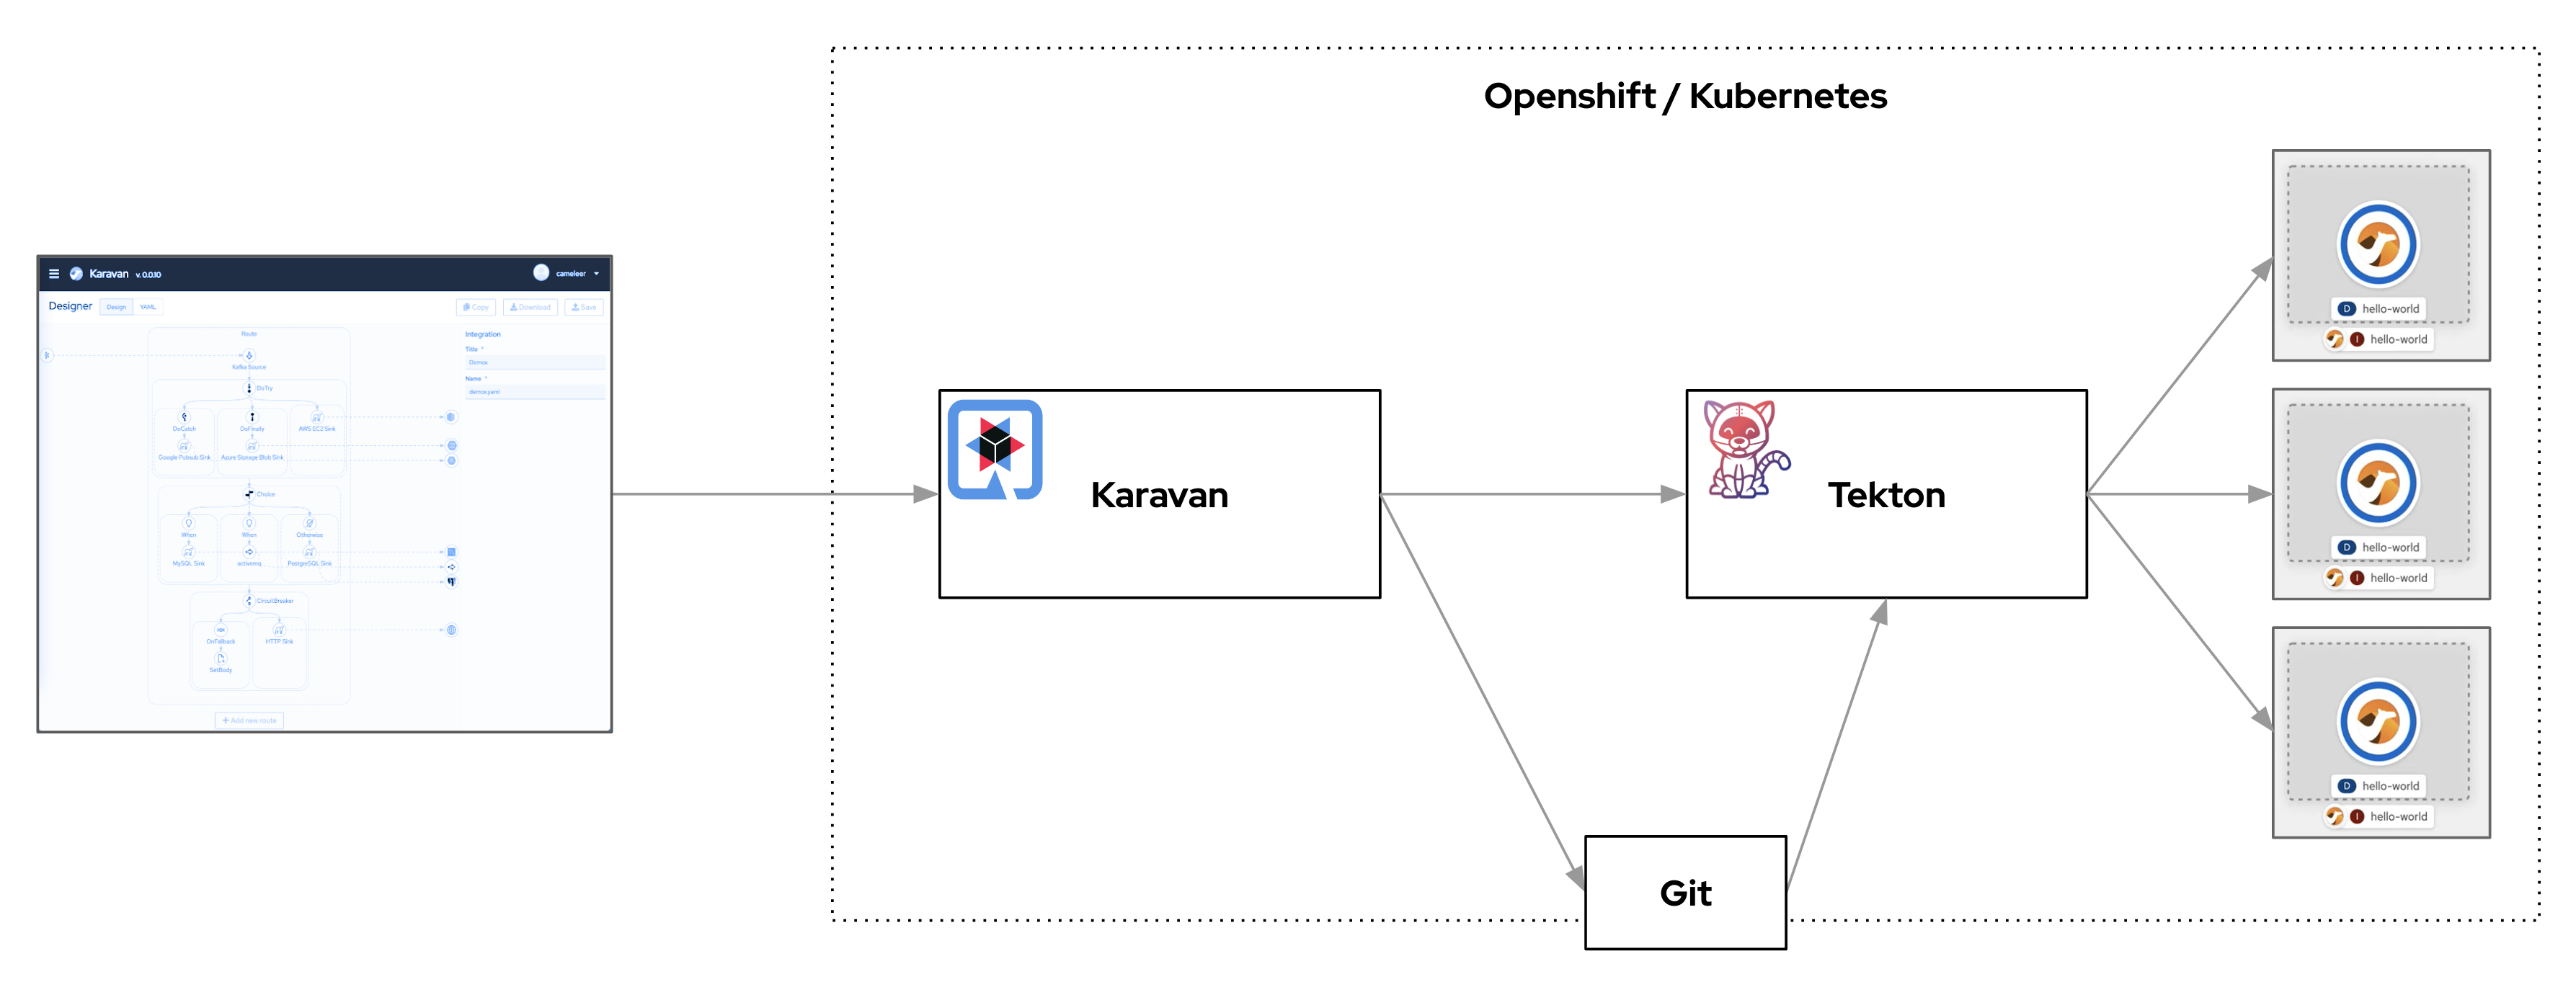 Openshift / Kubernetes
Karavan v. 0.0.10
cameleer
Designer
Design
YAML
Copy
Download
Save
Route
Kafka Source
DoTry
DoCatch
DoFinally
AWS EC2 Sink
Google Pubsub Sink
Azure Storage Blob Sink
Choice
When
When
Otherwise
MySQL Sink
activemq
PostgreSQL Sink
CircuitBreaker
OnFallback
HTTP Sink
SetBody
+ Add new route
Integration
Title *
Demox
Name *
demox.yaml
Karavan
Tekton
Git
D hello-world
I hello-world
D hello-world
I hello-world
D hello-world
I hello-world